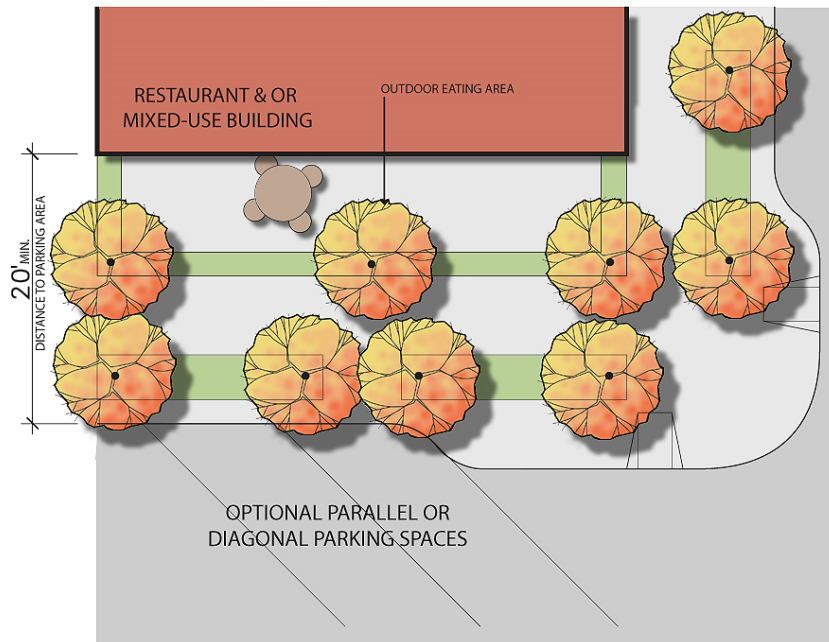 RESTAURANT & OR
MIXED-USE BUILDING
OUTDOOR EATING AREA
20' MIN.
DISTANCE TO PARKING AREA
OPTIONAL PARALLEL OR
DIAGONAL PARKING SPACES